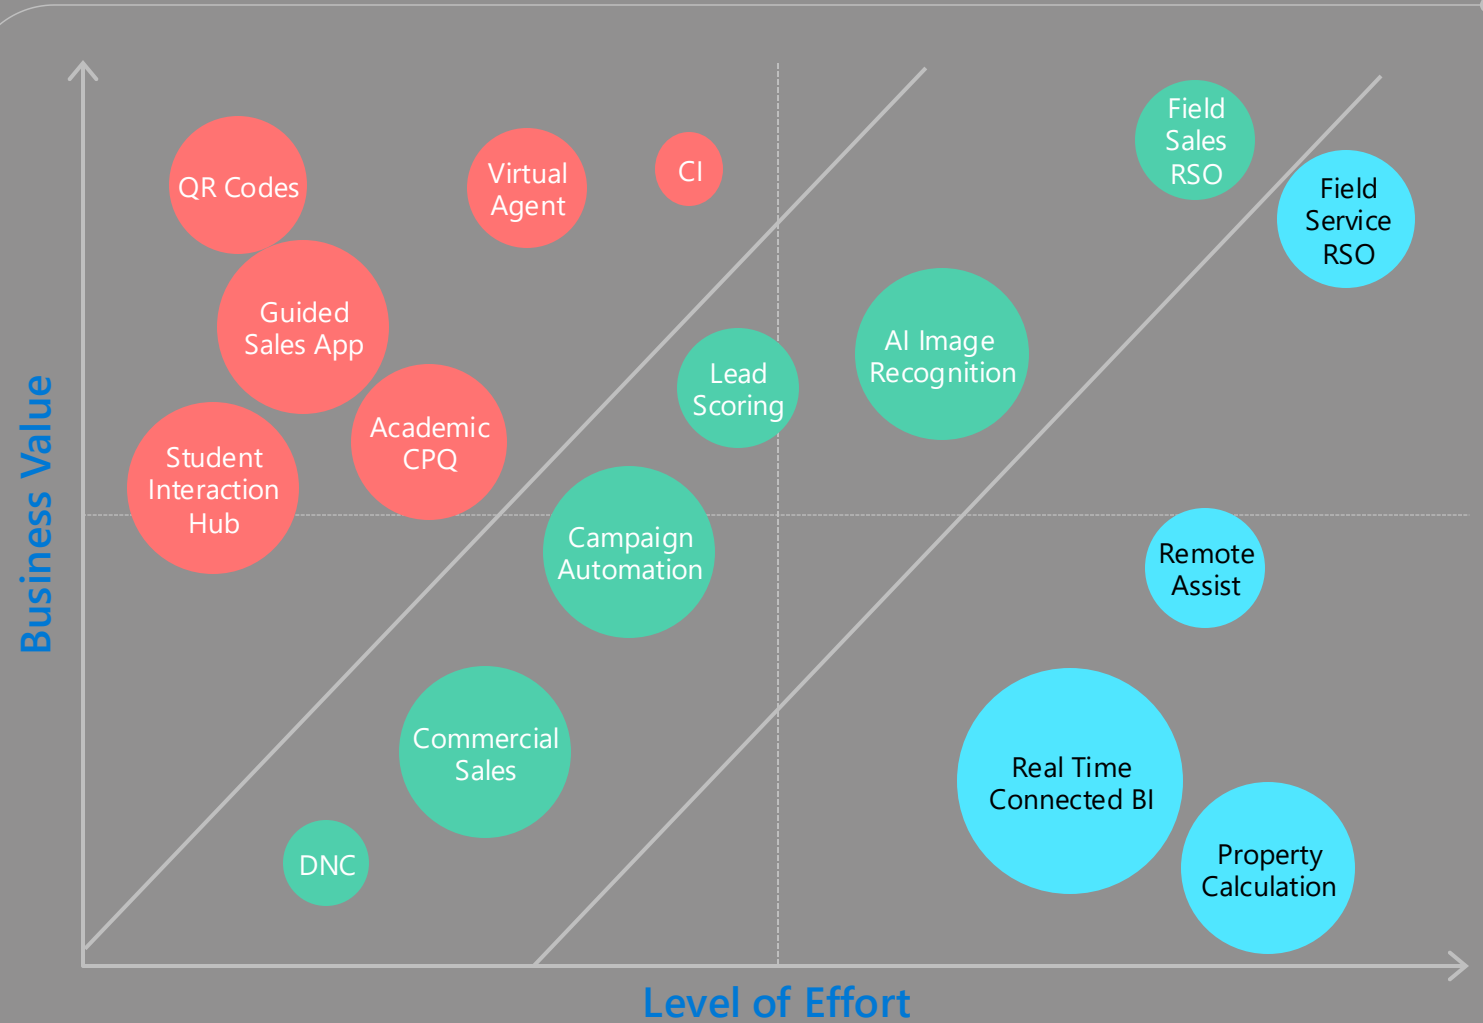 Field
Sales
RSO
QR Codes
Virtual
Agent
CI
Field
Service
RSO
Guided
Sales App
AI Image
Recognition
Lead
Scoring
Academic
CPQ
Student
Interaction
Hub
Campaign
Automation
Remote
Assist
Commercial
Sales
Real Time
Connected BI
DNC
Property
Calculation
Business Value
Level of Effort